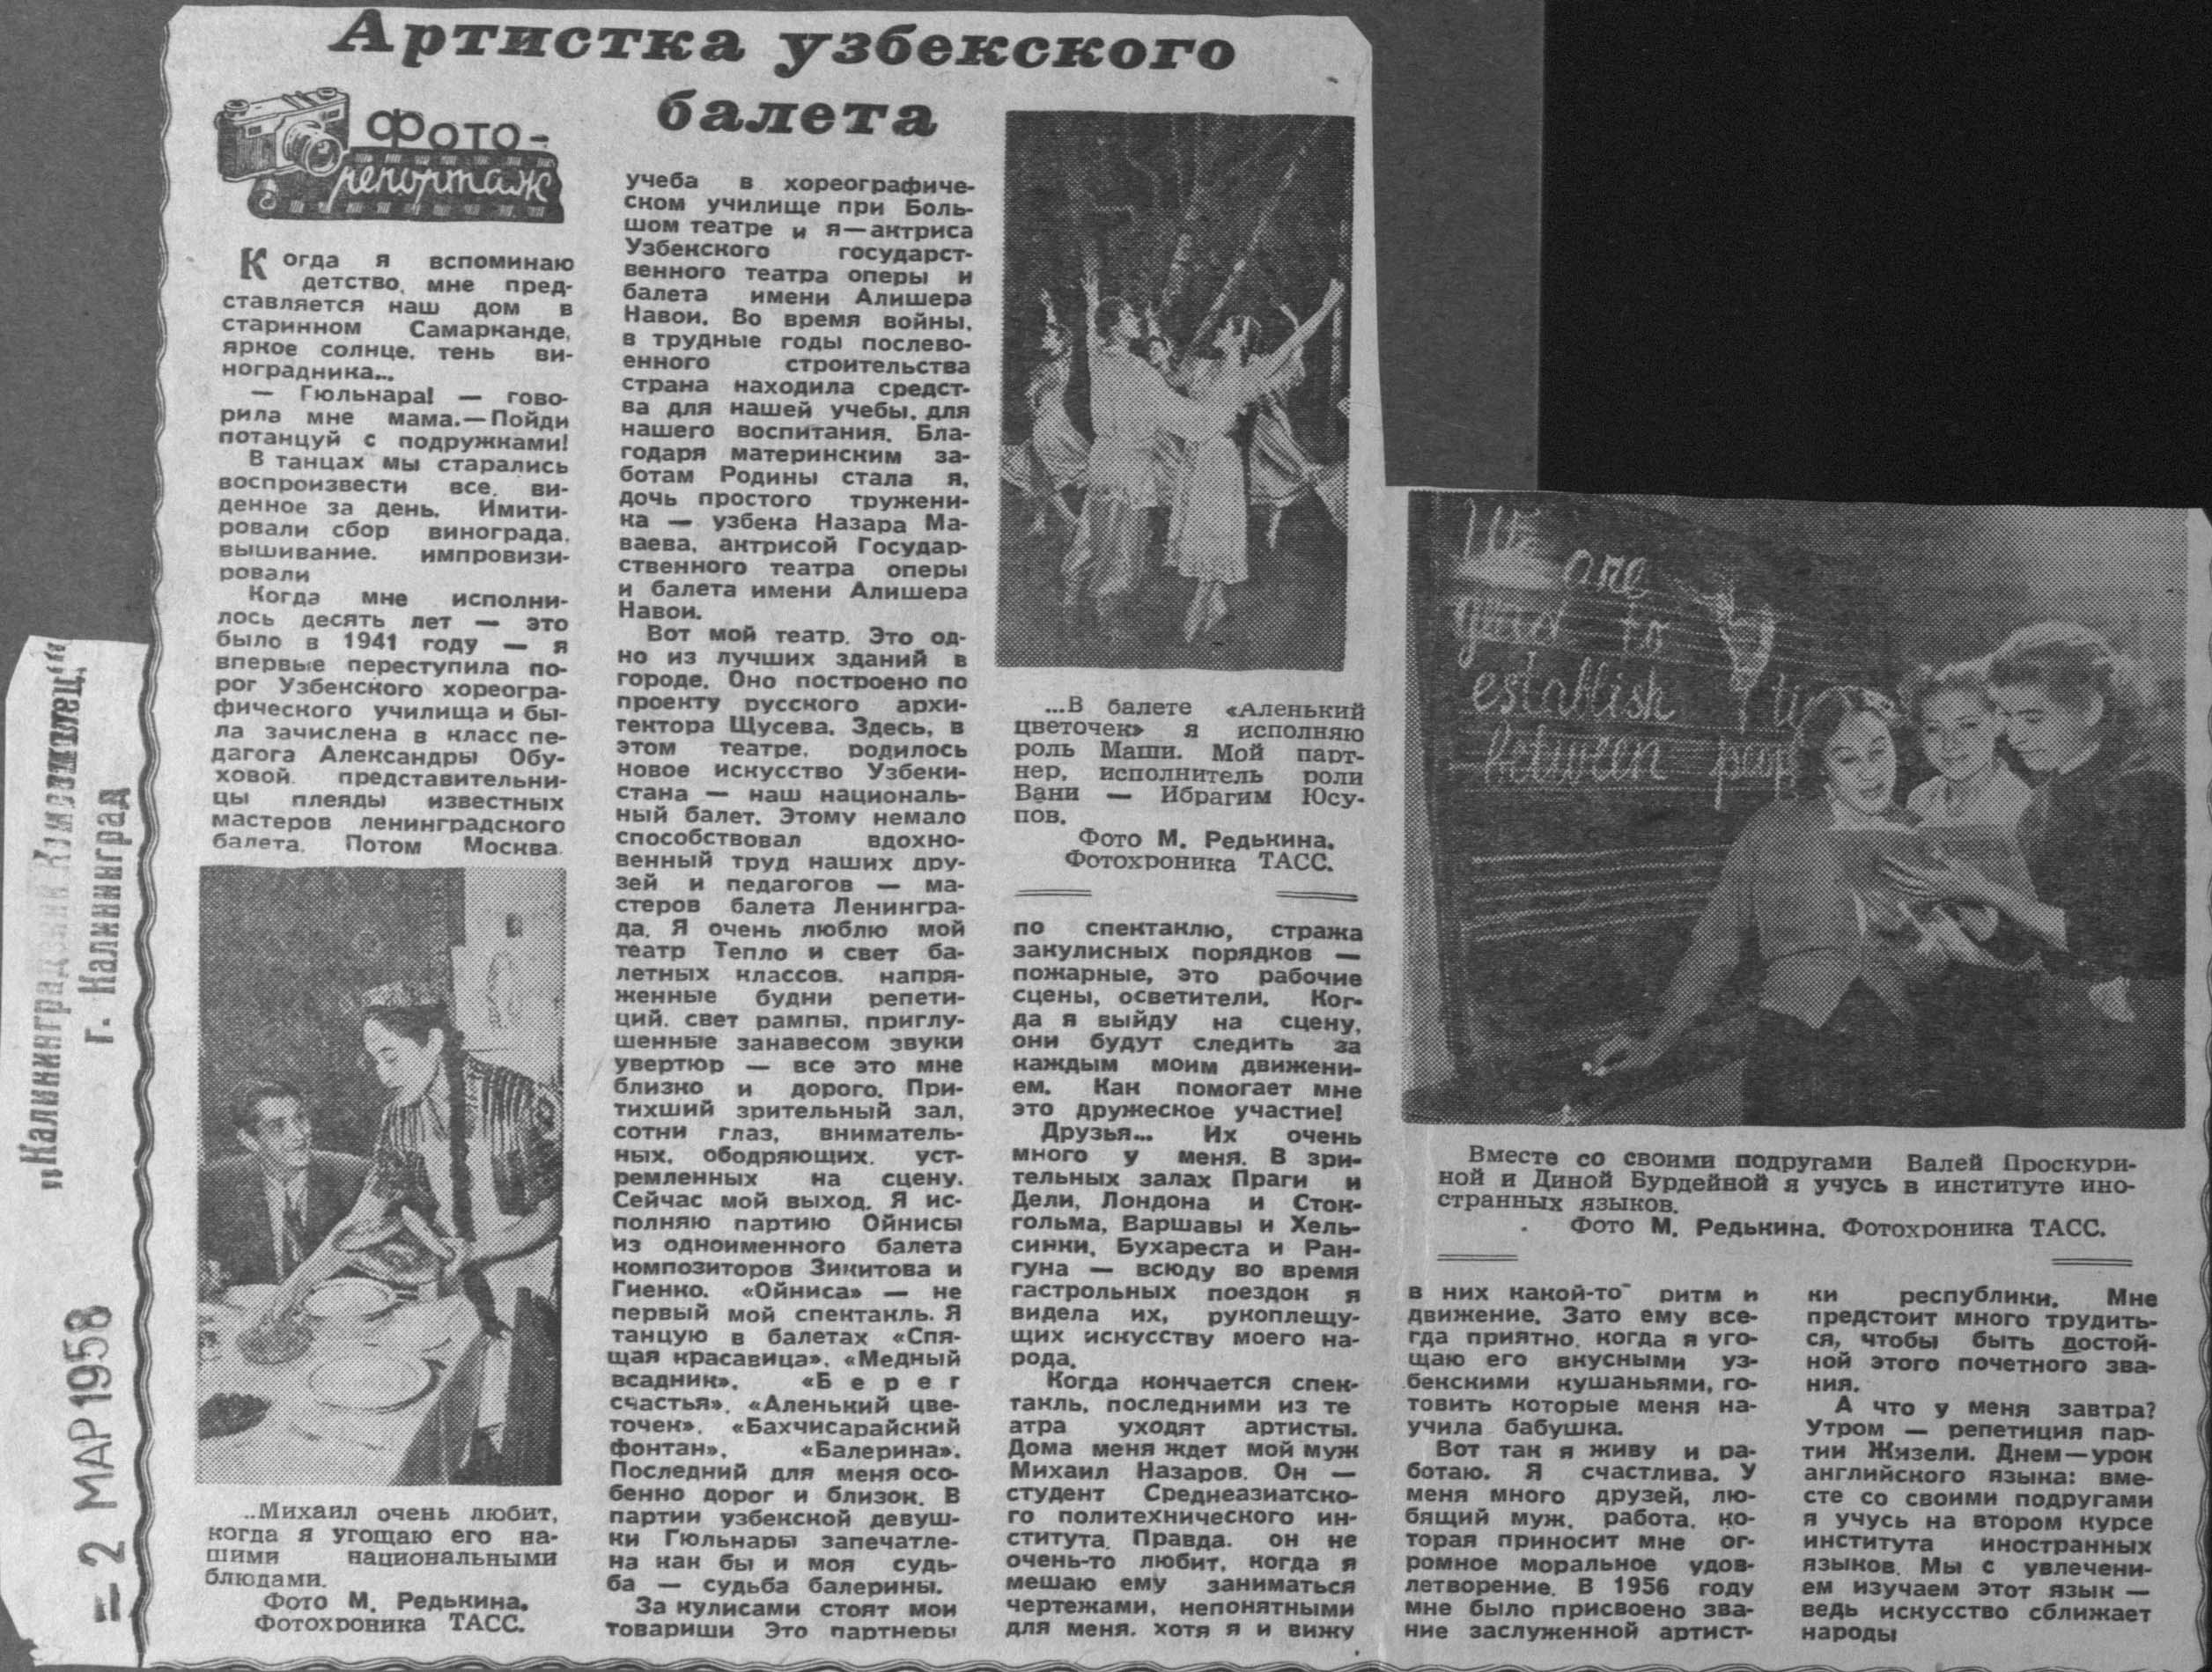 Артистка узбекского
балета
Фото-
репортаж
Когда я вспоминаю
детство, мне пред-
ставляется наш дом в
старинном Самарканде,
яркое солнце, тень ви-
ноградника...
— Гюльнара! — гово-
рила мне мама.—Пойди
потанцуй с подружками!
В танцах мы старались
воспроизвести все, ви-
денное за день. Имити-
ровали сбор винограда,
вышивание, импровизи-
ровали
Когда мне исполни-
лось десять лет — это
было в 1941 году — я
впервые переступила по-
рог Узбекского хореогра-
фического училища и бы-
ла зачислена в класс пе-
дагога Александры Обу-
ховой, представительни-
цы плеяды известных
мастеров ленинградского
балета. Потом Москва,
...Михаил очень любит,
когда я угощаю его на-
шими национальными
блюдами.
Фото М. Редькина.
Фотохроника ТАСС.
учеба в хореографиче-
ском училище при Боль-
шом театре и я—актриса
Узбекского государст-
венного театра оперы и
балета имени Алишера
Навои. Во время войны,
в трудные годы послево-
енного строительства
страна находила средст-
ва для нашей учебы, для
нашего воспитания. Бла-
годаря материнским за-
ботам Родины стала я,
дочь простого тружени-
ка — узбека Назара Ма-
ваева, актрисой Государ-
ственного театра оперы
и балета имени Алишера
Навои.
Вот мой театр. Это од-
но из лучших зданий в
городе. Оно построено по
проекту русского архи-
тектора Щусева. Здесь, в
этом театре, родилось
новое искусство Узбеки-
стана — наш националь-
ный балет. Этому немало
способствовал вдохно-
венный труд наших дру-
зей и педагогов — ма-
стеров балета Ленингра-
да. Я очень люблю мой
театр Тепло и свет ба-
летных классов, напря-
женные будни репети-
ций, свет рампы, приглу-
шенные занавесом звуки
увертюр — все это мне
близко и дорого. При-
тихший зрительный зал,
сотни глаз, вниматель-
ных, ободряющих, уст-
ремленных на сцену.
Сейчас мой выход. Я ис-
полняю партию Ойнисы
из одноименного балета
композиторов Зикитова и
Гиенко. «Ойниса» — не
первый мой спектакль. Я
танцую в балетах «Спя-
щая красавица», «Медный
всадник», «Берег
счастья», «Аленький цве-
точек», «Бахчисарайский
фонтан», «Балерина».
Последний для меня осо-
бенно дорог и близок. В
партии узбекской девуш-
ки Гюльнары запечатле-
на как бы и моя судь-
ба — судьба балерины.
За кулисами стоят мои
товарищи Это партнеры
...В балете «Аленький
цветочек» я исполняю
роль Маши. Мой парт-
нер, исполнитель роли
Вани — Ибрагим Юсу-
пов.
Фото М. Редькина.
Фотохроника ТАСС.
по спектаклю, стража
закулисных порядков —
пожарные, это рабочие
сцены, осветители. Ког-
да я выйду на сцену,
они будут следить за
каждым моим движени-
ем. Как помогает мне
это дружеское участие!
Друзья... Их очень
много у меня. В зри-
тельных залах Праги и
Дели, Лондона и Сток-
гольма, Варшавы и Хель-
синки, Бухареста и Ран-
гуна — всюду во время
гастрольных поездок я
видела их, рукоплещу-
щих искусству моего на-
рода.
Когда кончается спек-
такль, последними из те
атра уходят артисты.
Дома меня ждет мой муж
Михаил Назаров. Он —
студент Среднеазиатско-
го политехнического ин-
ститута. Правда, он не
очень-то любит, когда я
мешаю ему заниматься
чертежами, непонятными
для меня, хотя я и вижу
We
are
glad to
establish ti
between peop
Вместе со своими подругами Валей Проскури-
ной и Диной Бурдейной я учусь в институте ино-
странных языков.
Фото М. Редькина. Фотохроника ТАСС.
в них какой-то ритм и
движение. Зато ему все-
гда приятно, когда я уго-
щаю его вкусными уз-
бекскими кушаньями, го-
товить которые меня на-
учила бабушка.
Вот так я живу и ра-
ботаю. Я счастлива. У
меня много друзей, лю-
бящий муж, работа, ко-
торая приносит мне ог-
ромное моральное удов-
летворение. В 1956 году
мне было присвоено зва-
ние заслуженной артист-
ки республики. Мне
предстоит много трудить-
ся, чтобы быть достой-
ной этого почетного зва-
ния.
А что у меня завтра?
Утром — репетиция пар-
тии Жизели. Днем—урок
английского языка: вме-
сте со своими подругами
я учусь на втором курсе
института иностранных
языков. Мы с увлечени-
ем изучаем этот язык —
ведь искусство сближает
народы
„Калининградский Комсомолец“
г. Калининград
– 2 МАР 1958